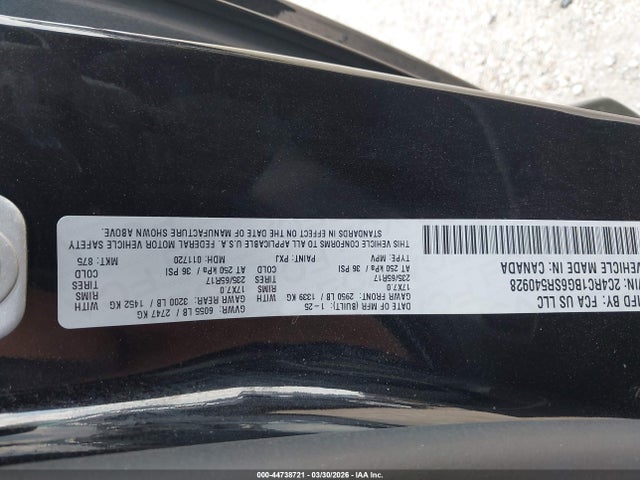 MFD BY: FCA US LLC
DATE OF MFR (BUILT): 1-25
GVWR: 6055 LB / 2747 KG
GAWR FRONT: 2950 LB / 1339 KG
WITH
GAWR REAR: 3200 LB / 1452 KG
WITH
17X7.0
RIMS
17X7.0
RIMS
235/65R17
TIRES
235/65R17
TIRES
AT 250 kPa / 36 PSI
COLD
AT 250 kPa / 36 PSI
COLD
VIN: 2C4RC1BG6SR540928
TYPE: MPV
PAINT: PXJ
MDH: 011720
MKT: 875
VEHICLE MADE IN: CANADA
THIS VEHICLE CONFORMS TO ALL APPLICABLE U.S.A. FEDERAL MOTOR VEHICLE SAFETY
STANDARDS IN EFFECT ON THE DATE OF MANUFACTURE SHOWN ABOVE.
000-44738721 - 03/30/2026 - IAA Inc.